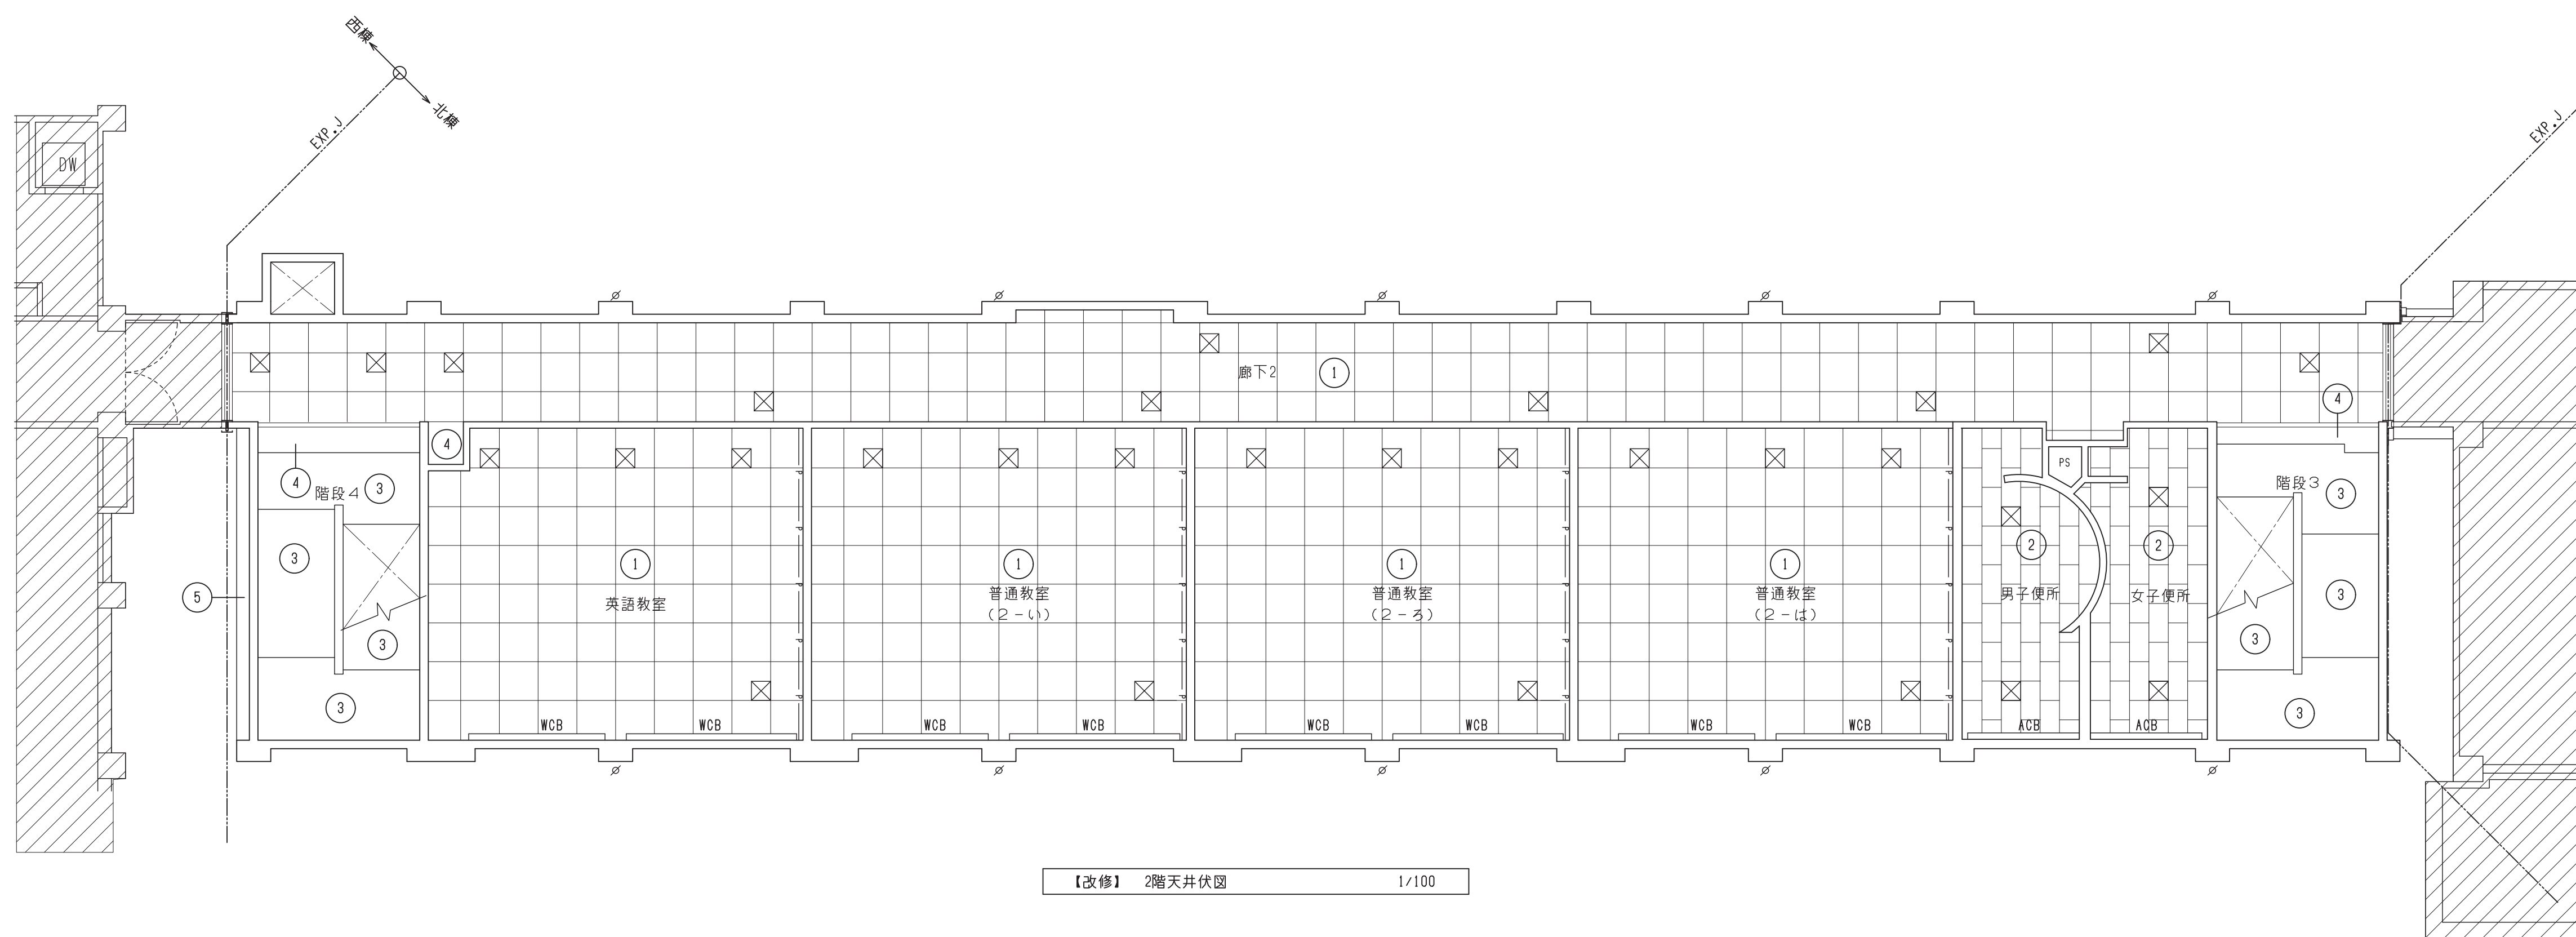 西棟
北棟
EXP.J
EXP.J
DW
廊下2
1
4
4
4
PS
階段4
3
階段3
3
3
5
1
英語教室
1
普通教室
(2-い)
1
普通教室
(2-ろ)
1
普通教室
(2-は)
2
男子便所
2
女子便所
3
3
3
3
3
WCB
WCB
WCB
WCB
WCB
WCB
WCB
WCB
ACB
ACB
【改修】 2階天井伏図 1/100